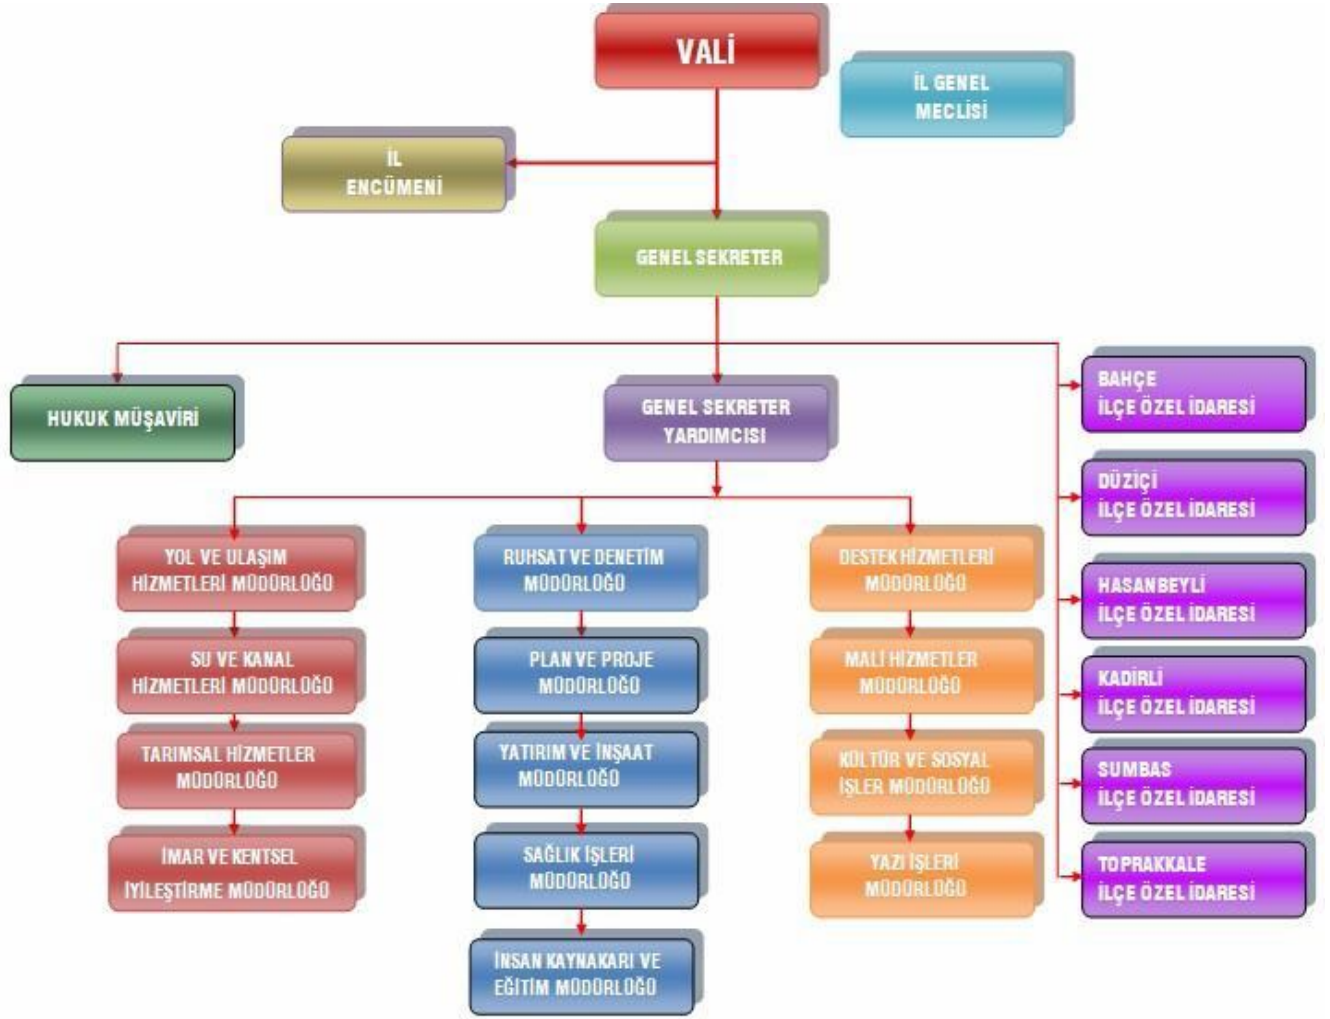 VALİ
İL GENEL
MECLİSİ
İL
ENCÜMENİ
GENEL SEKRETER
HUKUK MÜŞAVİRİ
GENEL SEKRETER
YARDIMCISI
BAHÇE
İLÇE ÖZEL İDARESİ
DÜZİÇİ
İLÇE ÖZEL İDARESİ
HASANBEYLİ
İLÇE ÖZEL İDARESİ
KADİRLİ
İLÇE ÖZEL İDARESİ
SUMBAS
İLÇE ÖZEL İDARESİ
TOPRAKKALE
İLÇE ÖZEL İDARESİ
YOL VE ULAŞIM
HİZMETLERİ MÜDÜRLÜĞÜ
SU VE KANAL
HİZMETLERİ MÜDÜRLÜĞÜ
TARIMSAL HİZMETLER
MÜDÜRLÜĞÜ
İMAR VE KENTSEL
İYİLEŞTİRME MÜDÜRLÜĞÜ
RUHSAT VE DENETİM
MÜDÜRLÜĞÜ
PLAN VE PROJE
MÜDÜRLÜĞÜ
YATIRIM VE İNŞAAT
MÜDÜRLÜĞÜ
SAĞLIK İŞLERİ
MÜDÜRLÜĞÜ
İNSAN KAYNAKARI VE
EĞİTİM MÜDÜRLÜĞÜ
DESTEK HİZMETLERİ
MÜDÜRLÜĞÜ
MALİ HİZMETLER
MÜDÜRLÜĞÜ
KÜLTÜR VE SOSYAL
İŞLER MÜDÜRLÜĞÜ
YAZI İŞLERİ
MÜDÜRLÜĞÜ